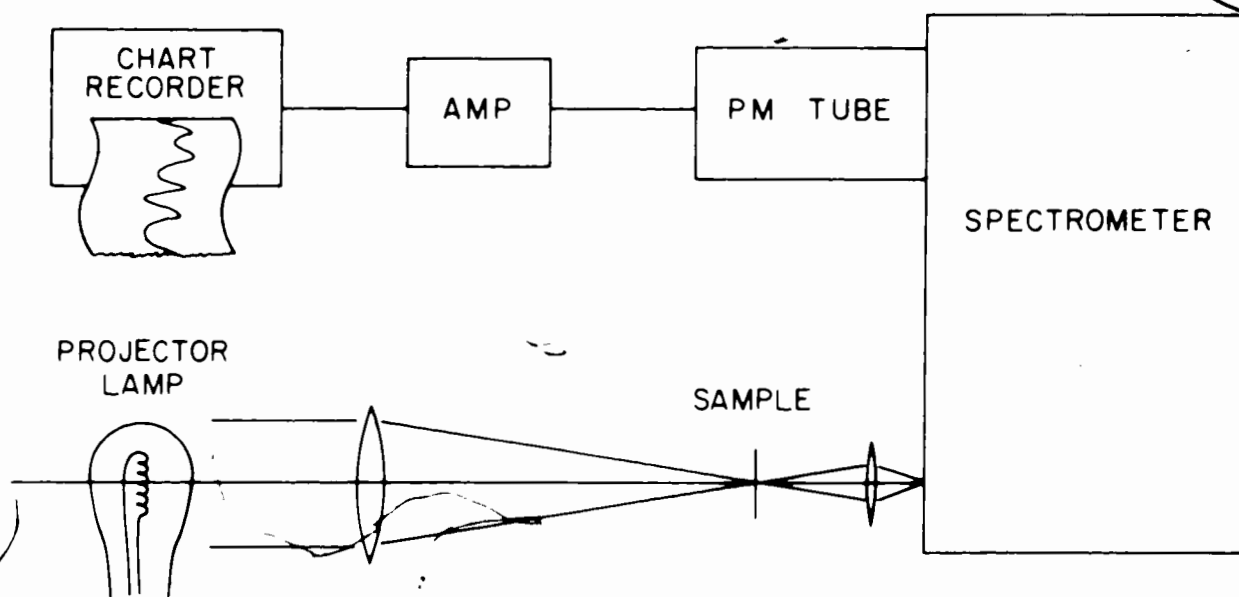 CHART
RECORDER
AMP
PM TUBE
SPECTROMETER
PROJECTOR
LAMP
SAMPLE